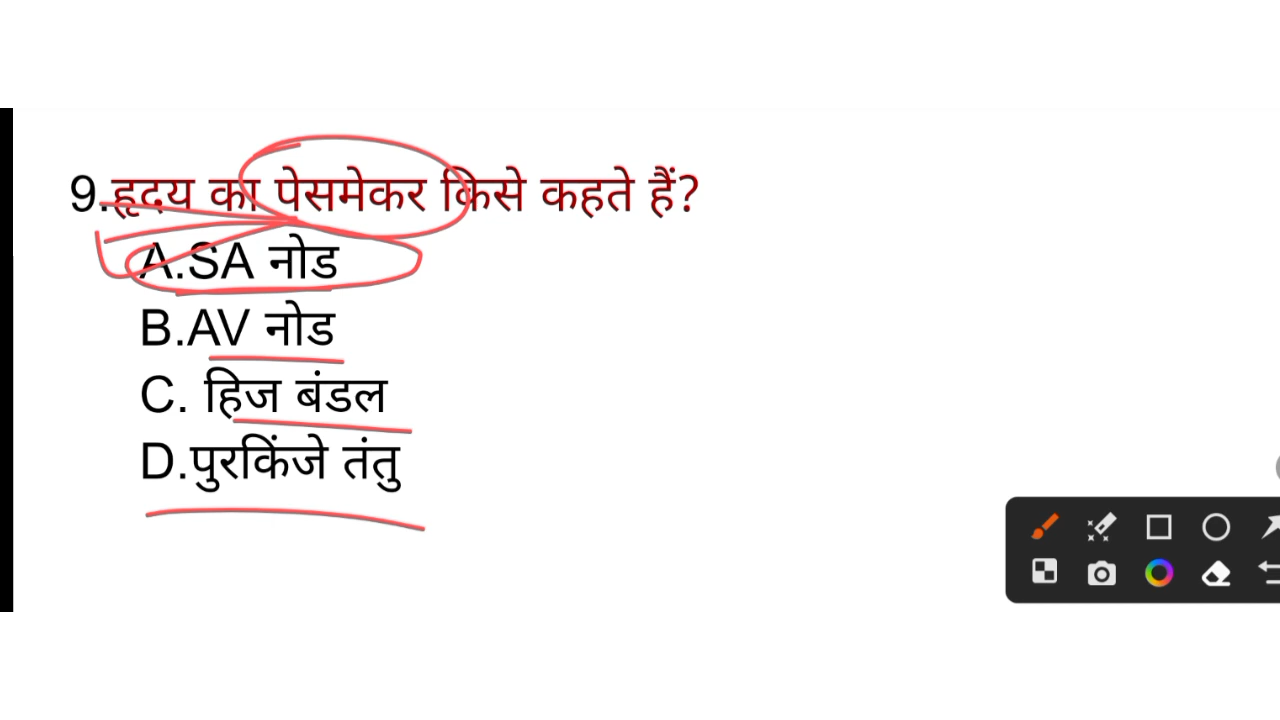 9.हृदय का पेसमेकर किसे कहते हैं?
A.SA नोड
B.AV नोड
C. हिज बंडल
D.पुरकिंजे तंतु